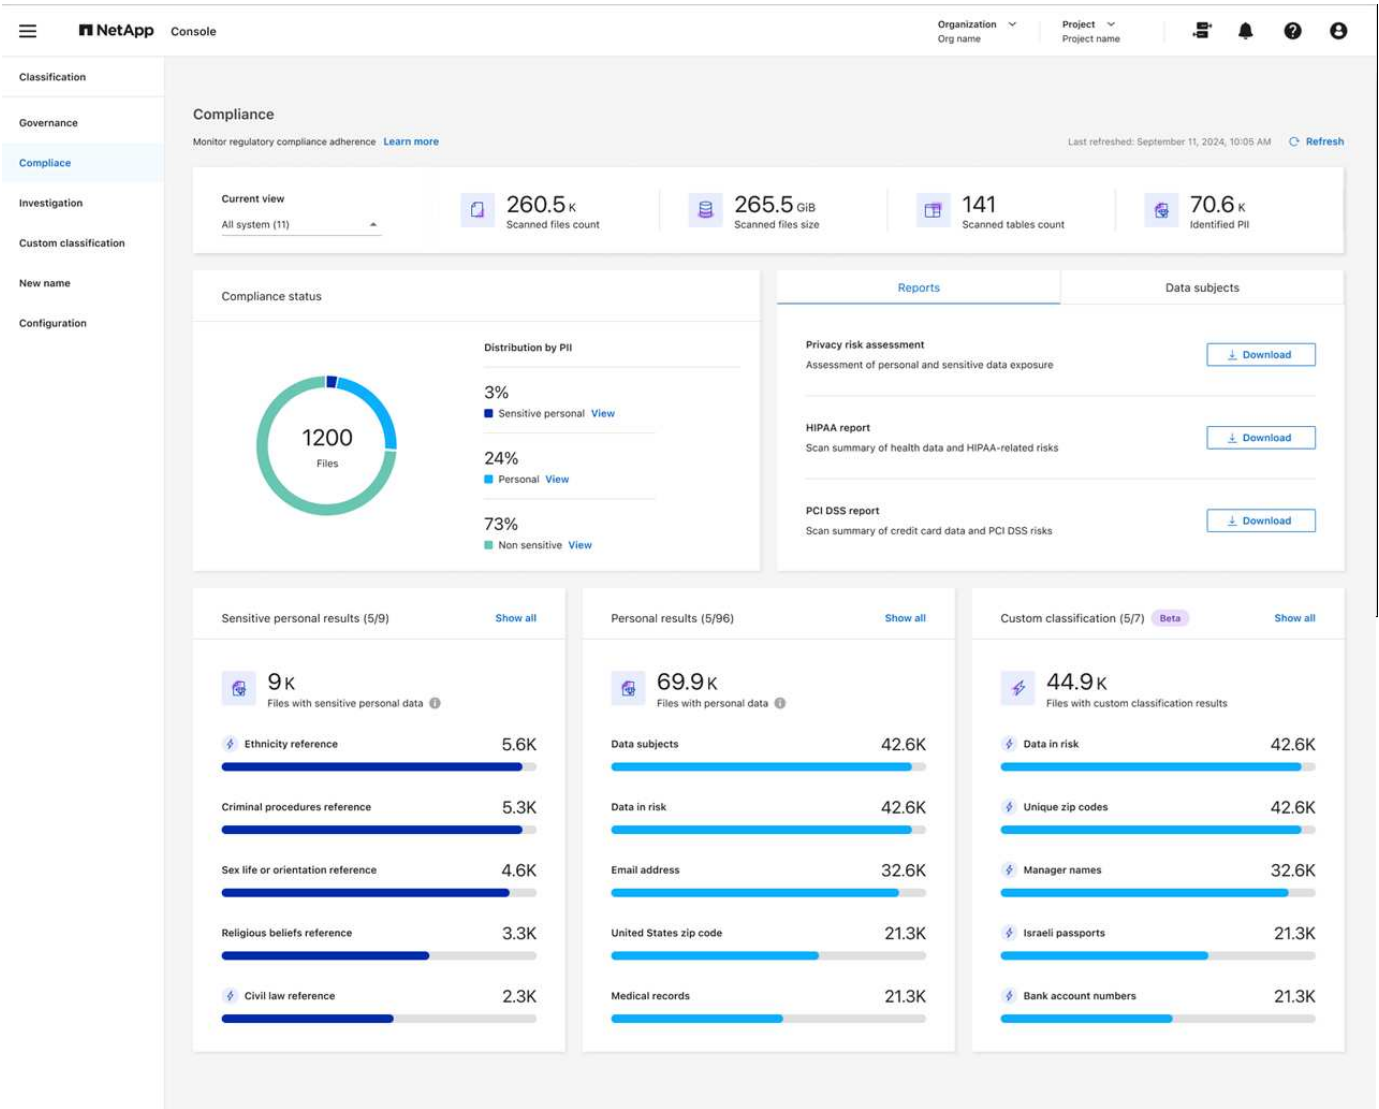 NetApp Console
Organization
Org name
Project
Project name
Classification
Governance
Compliace
Investigation
Custom classification
New name
Configuration
Compliance
Monitor regulatory compliance adherence Learn more
Last refreshed: September 11, 2024, 10:05 AM Refresh
Current view
All system (11)
260.5 K
Scanned files count
265.5 GiB
Scanned files size
141
Scanned tables count
70.6 K
Identified PII
Compliance status
1200
Files
Distribution by PII
3%
Sensitive personal View
24%
Personal View
73%
Non sensitive View
Reports
Data subjects
Privacy risk assessment
Assessment of personal and sensitive data exposure
Download
HIPAA report
Scan summary of health data and HIPAA-related risks
Download
PCI DSS report
Scan summary of credit card data and PCI DSS risks
Download
Sensitive personal results (5/9) Show all
9 K
Files with sensitive personal data
Ethnicity reference 5.6K
Criminal procedures reference 5.3K
Sex life or orientation reference 4.6K
Religious beliefs reference 3.3K
Civil law reference 2.3K
Personal results (5/96) Show all
69.9 K
Files with personal data
Data subjects 42.6K
Data in risk 42.6K
Email address 32.6K
United States zip code 21.3K
Medical records 21.3K
Custom classification (5/7) Beta Show all
44.9 K
Files with custom classification results
Data in risk 42.6K
Unique zip codes 42.6K
Manager names 32.6K
Israeli passports 21.3K
Bank account numbers 21.3K